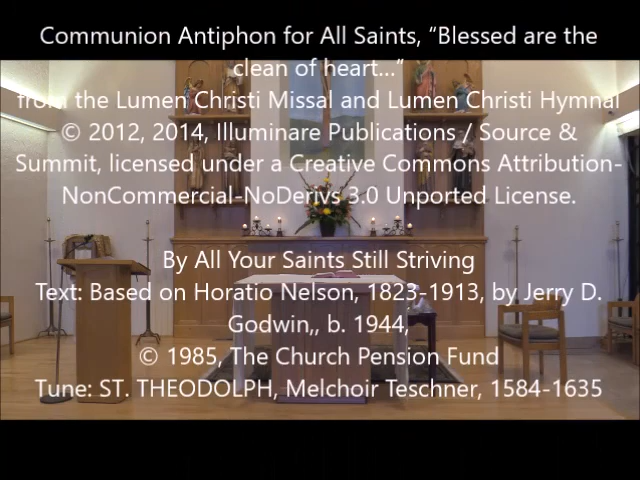 Communion Antiphon for All Saints, “Blessed are the
clean of heart...”
from the Lumen Christi Missal and Lumen Christi Hymnal
© 2012, 2014, Illuminare Publications / Source &
Summit, licensed under a Creative Commons Attribution-
NonCommercial-NoDerivs 3.0 Unported License.
By All Your Saints Still Striving
Text: Based on Horatio Nelson, 1823-1913, by Jerry D.
Godwin,, b. 1944,
© 1985, The Church Pension Fund
Tune: ST. THEODOLPH, Melchoir Teschner, 1584-1635